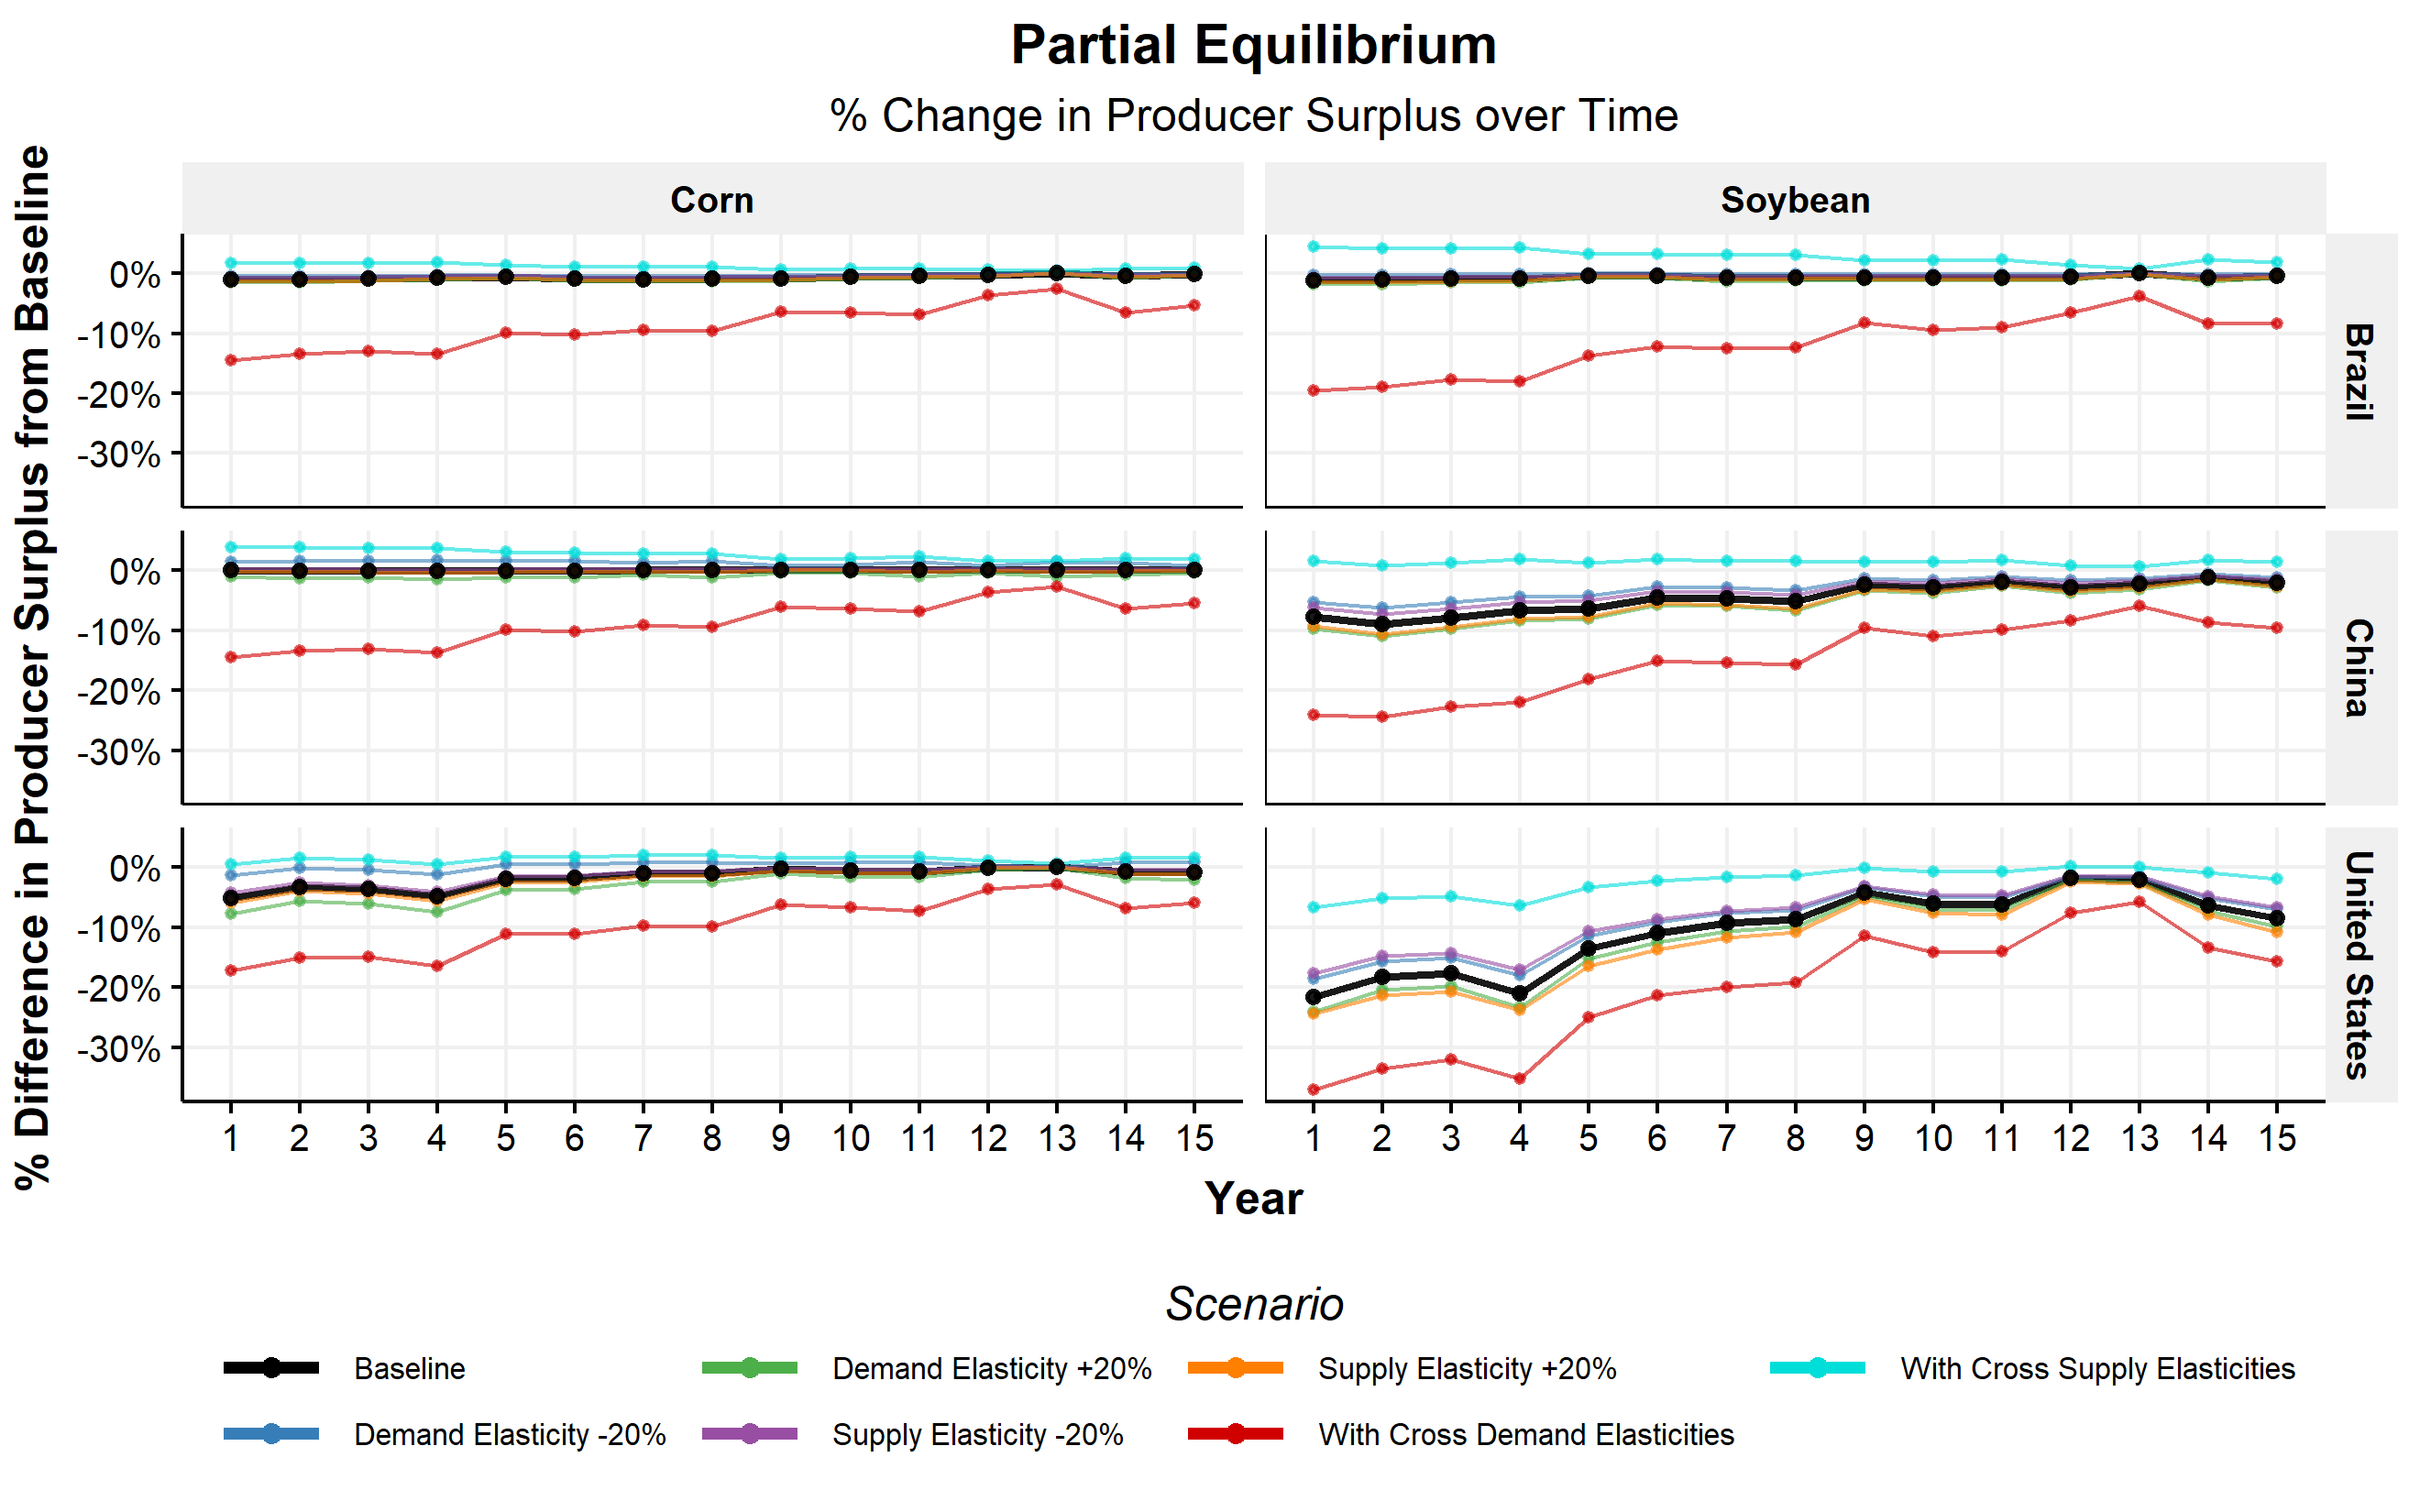 Partial Equilibrium
% Change in Producer Surplus over Time
% Difference in Producer Surplus from Baseline
Corn
Soybean
0%
-10%
-20%
-30%
Brazil
0%
-10%
-20%
-30%
China
0%
-10%
-20%
-30%
United States
1 2 3 4 5 6 7 8 9 10 11 12 13 14 15
1 2 3 4 5 6 7 8 9 10 11 12 13 14 15
Year
Scenario
Baseline
Demand Elasticity +20%
Supply Elasticity +20%
With Cross Supply Elasticities
Demand Elasticity -20%
Supply Elasticity -20%
With Cross Demand Elasticities